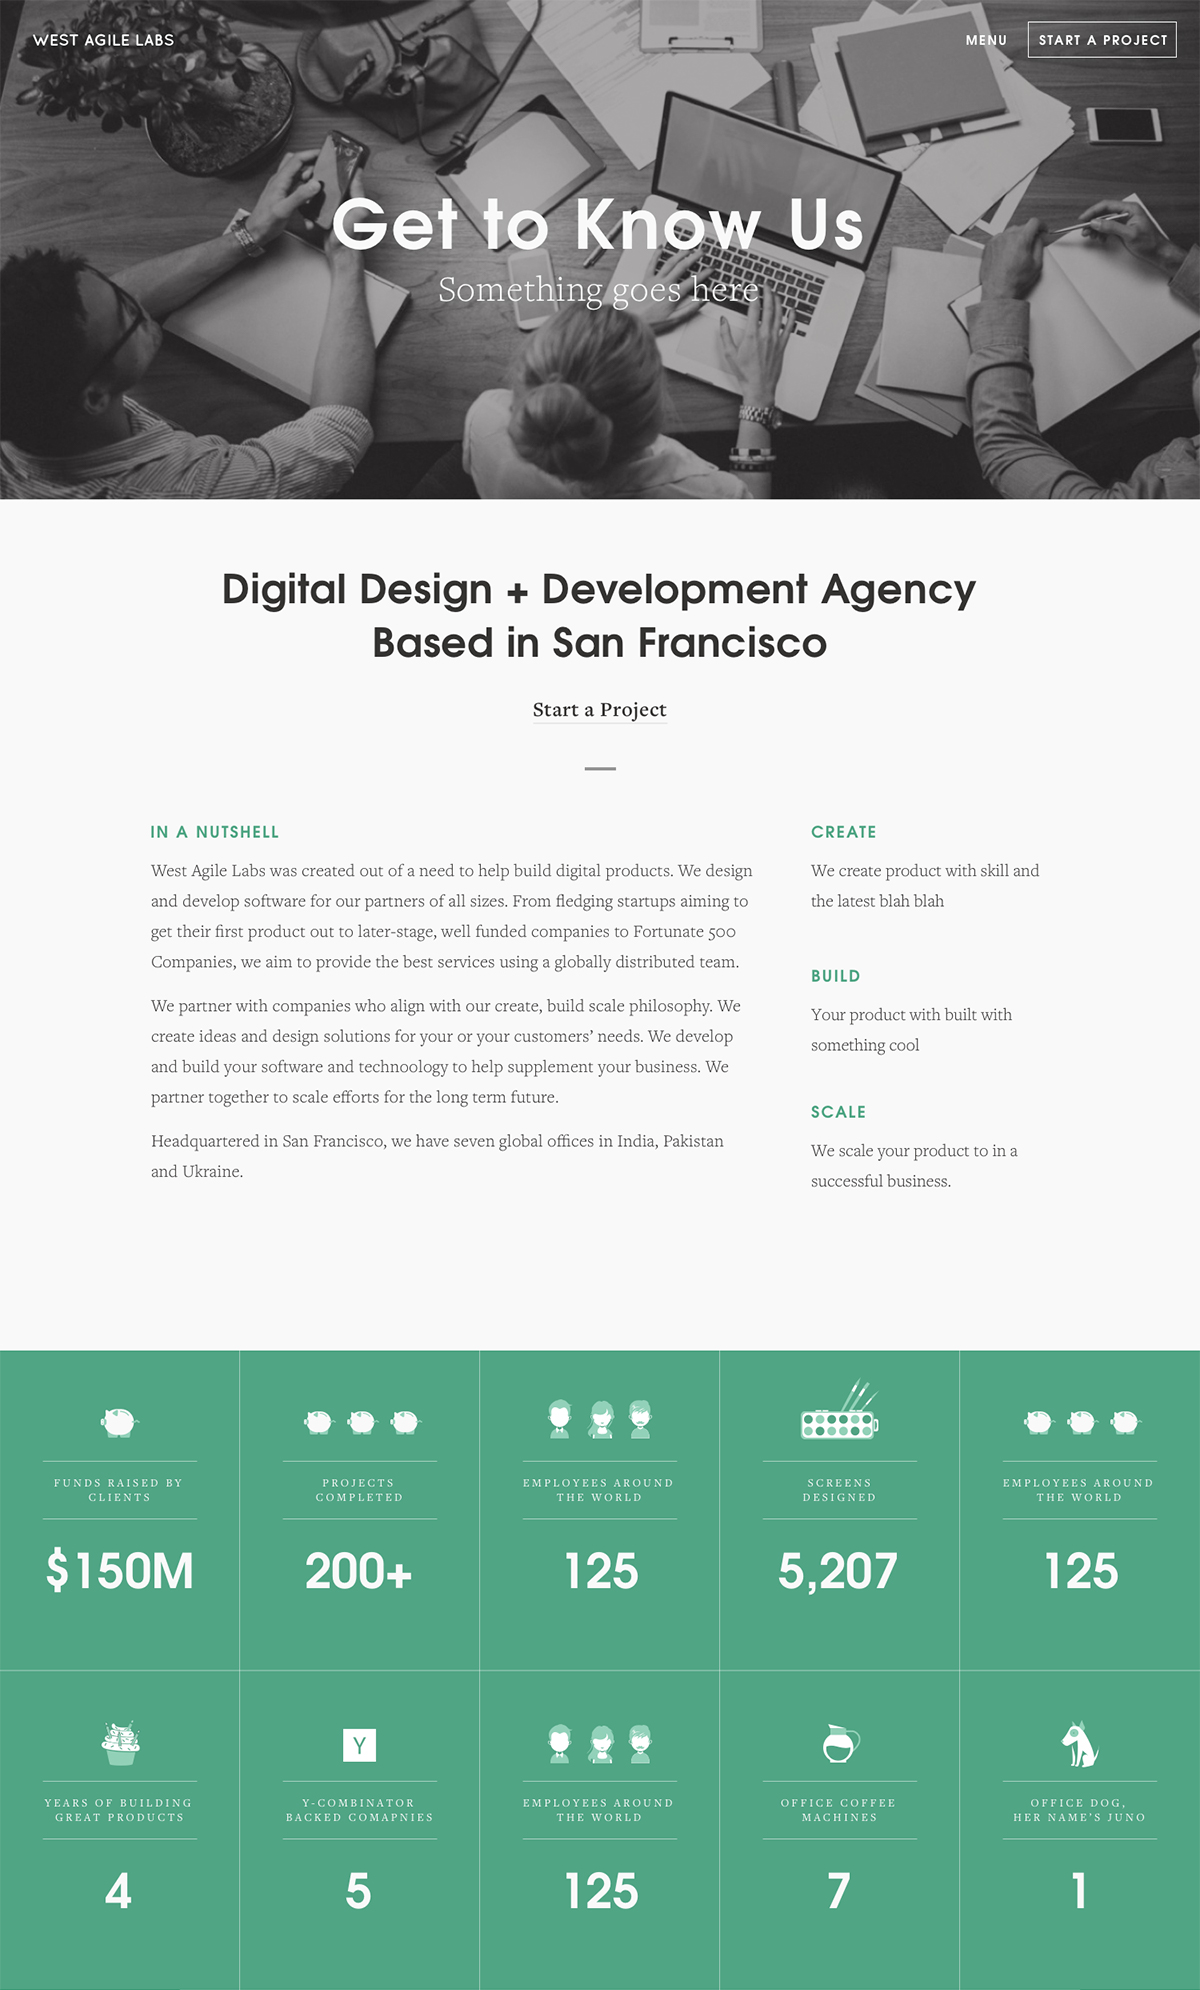 WEST AGILE LABS
MENU
START A PROJECT
Get to Know Us
Something goes here
Digital Design + Development Agency
Based in San Francisco
Start a Project
IN A NUTSHELL
West Agile Labs was created out of a need to help build digital products. We design
and develop software for our partners of all sizes. From fledging startups aiming to
get their first product out to later-stage, well funded companies to Fortunate 500
Companies, we aim to provide the best services using a globally distributed team.
We partner with companies who align with our create, build scale philosophy. We
create ideas and design solutions for your or your customers’ needs. We develop
and build your software and technoology to help supplement your business. We
partner together to scale efforts for the long term future.
Headquartered in San Francisco, we have seven global offices in India, Pakistan
and Ukraine.
CREATE
We create product with skill and
the latest blah blah
BUILD
Your product with built with
something cool
SCALE
We scale your product to in a
successful business.
FUNDS RAISED BY
CLIENTS
$150M
PROJECTS
COMPLETED
200+
EMPLOYEES AROUND
THE WORLD
125
SCREENS
DESIGNED
5,207
EMPLOYEES AROUND
THE WORLD
125
YEARS OF BUILDING
GREAT PRODUCTS
4
Y
Y-COMBINATOR
BACKED COMAPNIES
5
EMPLOYEES AROUND
THE WORLD
125
OFFICE COFFEE
MACHINES
7
OFFICE DOG,
HER NAME’S JUNO
1